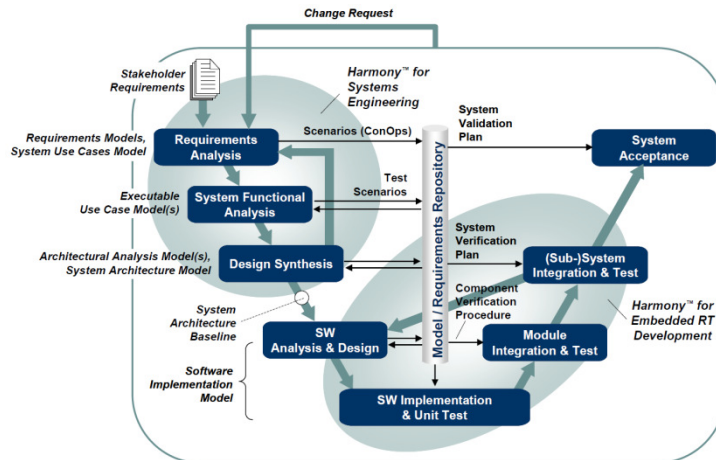 Change Request
Stakeholder
Requirements
Harmony™ for
Systems
Engineering
Requirements Models,
System Use Cases Model
Requirements
Analysis
Scenarios (ConOps)
System
Validation
Plan
System
Acceptance
Executable
Use Case Model(s)
System Functional
Analysis
Test
Scenarios
Model / Requirements Repository
Architectural Analysis Model(s),
System Architecture Model
Design Synthesis
System
Verification
Plan
(Sub-)System
Integration & Test
System
Architecture
Baseline
SW
Analysis & Design
Component
Verification
Procedure
Module
Integration & Test
Harmony™ for
Embedded RT
Development
Software
Implementation
Model
SW Implementation
& Unit Test